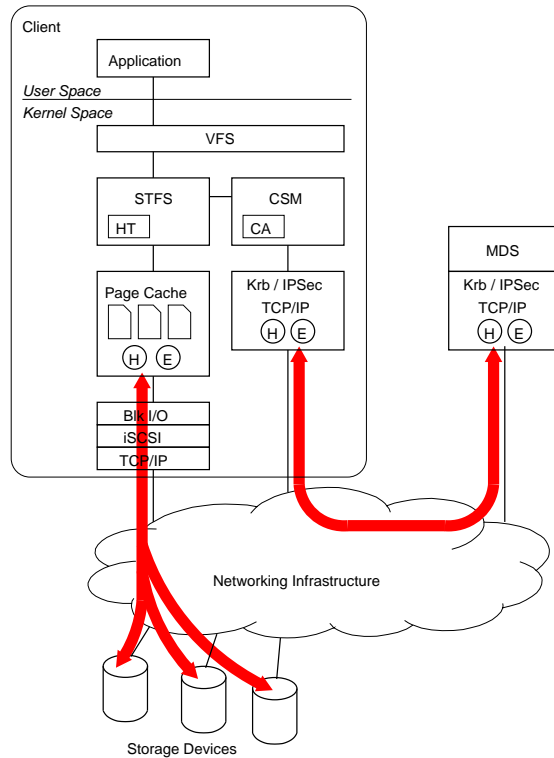 Client
Application
User Space
Kernel Space
VFS
STFS
CSM
HT
CA
MDS
Page Cache
Krb / IPSec
TCP/IP
H E
Krb / IPSec
TCP/IP
H E
H E
Blk I/O
iSCSI
TCP/IP
Networking Infrastructure
Storage Devices